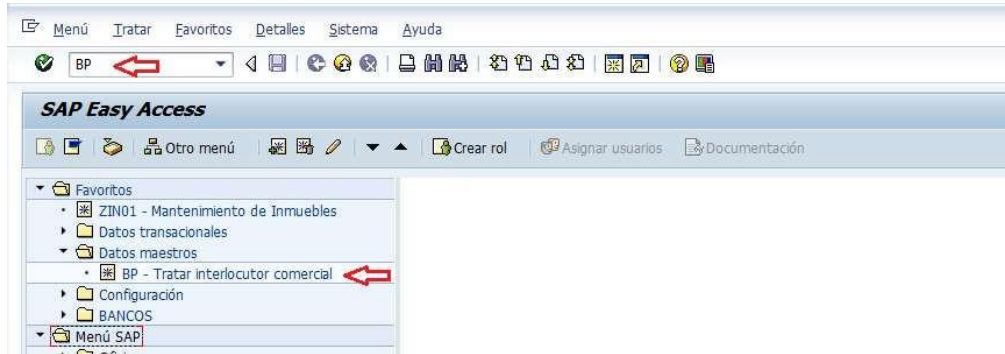 Menú Tratar Favoritos Detalles Sistema Ayuda
BP
SAP Easy Access
Otro menú Crear rol Asignar usuarios Documentación
Favoritos
ZIN01 - Mantenimiento de Inmuebles
Datos transacionales
Datos maestros
BP - Tratar interlocutor comercial
Configuración
BANCOS
Menú SAP